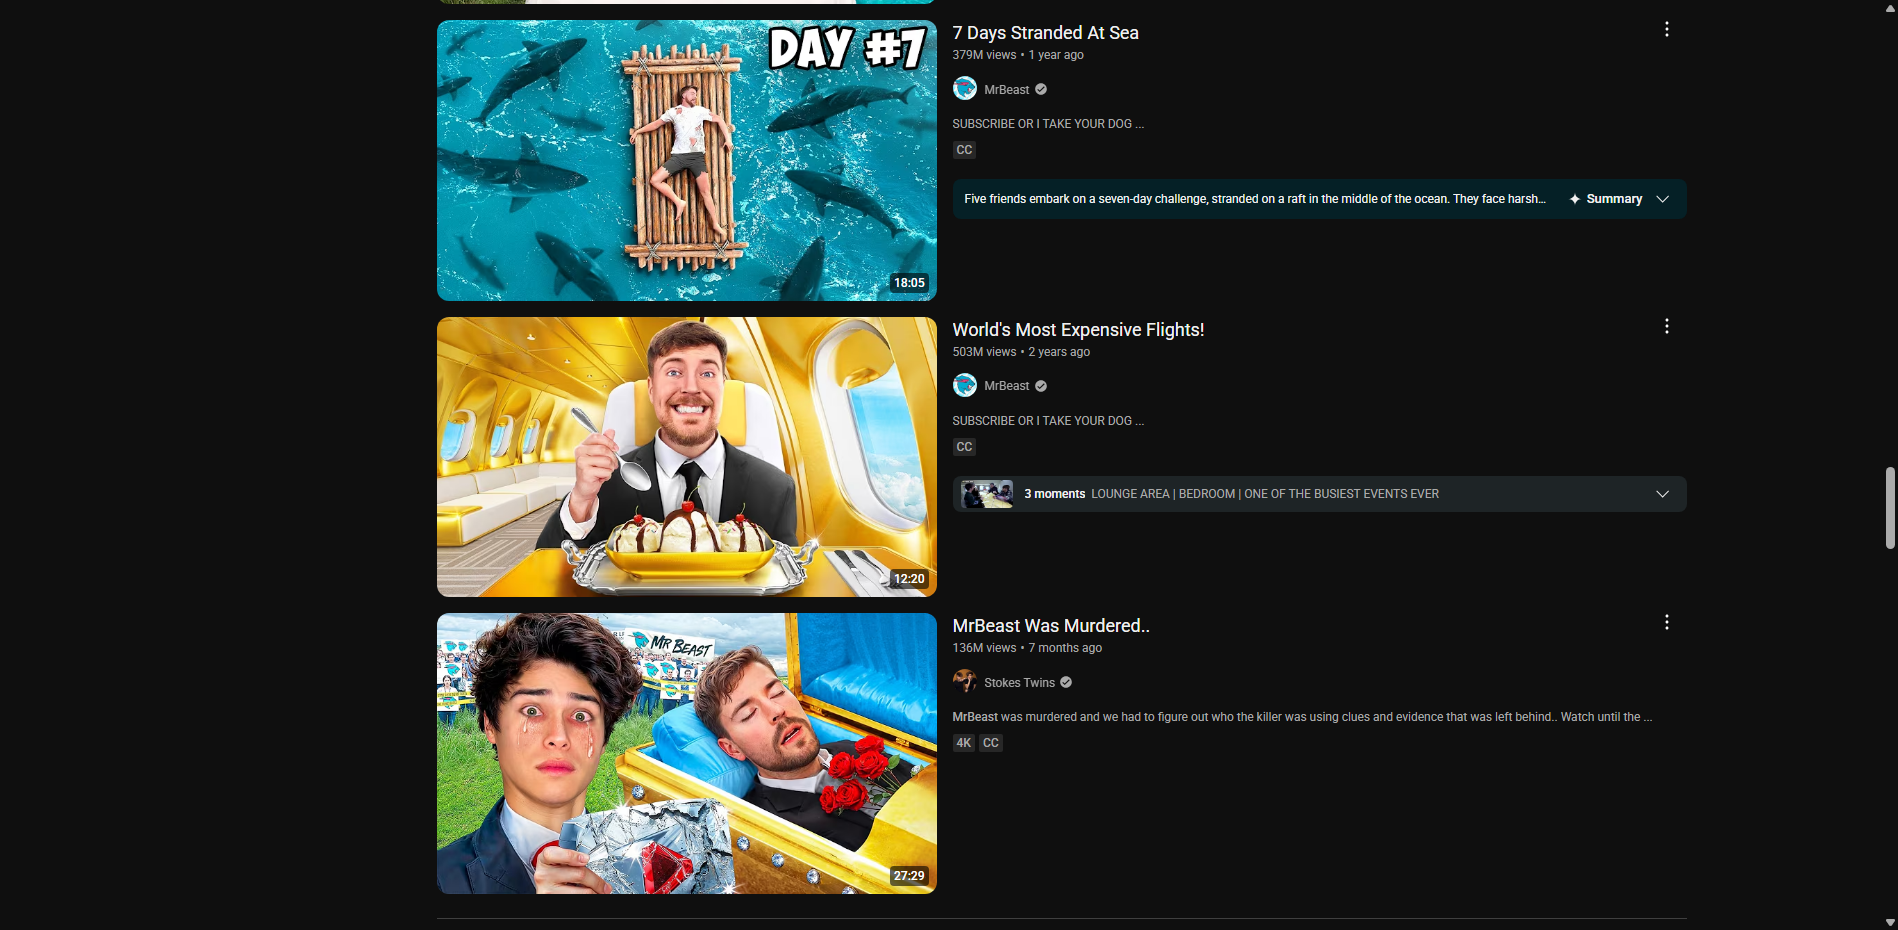 DAY #7
18:05
7 Days Stranded At Sea
379M views • 1 year ago
MrBeast
SUBSCRIBE OR I TAKE YOUR DOG ...
CC
Five friends embark on a seven-day challenge, stranded on a raft in the middle of the ocean. They face harsh...
Summary
12:20
World's Most Expensive Flights!
503M views • 2 years ago
MrBeast
SUBSCRIBE OR I TAKE YOUR DOG ...
CC
3 moments LOUNGE AREA | BEDROOM | ONE OF THE BUSIEST EVENTS EVER
MR BEAST
27:29
MrBeast Was Murdered..
136M views • 7 months ago
Stokes Twins
MrBeast was murdered and we had to figure out who the killer was using clues and evidence that was left behind.. Watch until the ...
4K CC